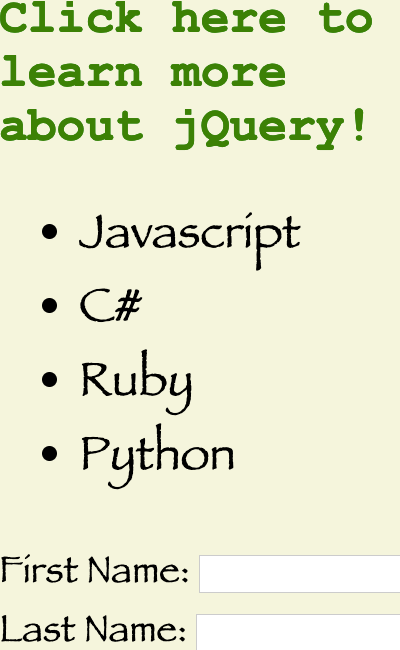 Click here to
learn more
about jQuery!
Javascript
C#
Ruby
Python
First Name:
Last Name: